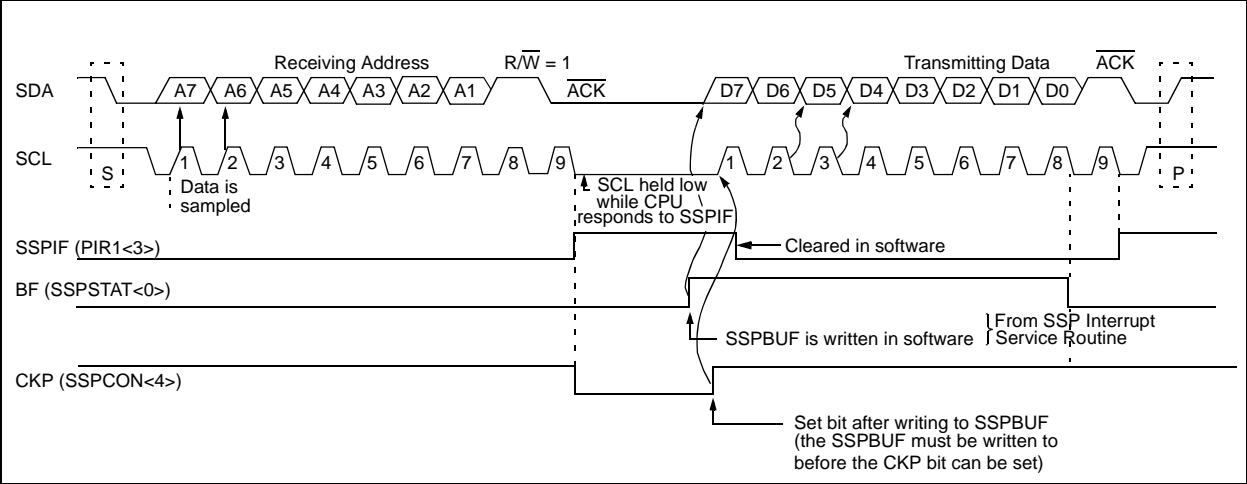 Receiving Address
R/W̅ = 1
Transmitting Data
A̅C̅K̅
SDA
A7 A6 A5 A4 A3 A2 A1
A̅C̅K̅
D7 D6 D5 D4 D3 D2 D1 D0
SCL
S
1 2 3 4 5 6 7 8 9
1 2 3 4 5 6 7 8 9
P
Data is
sampled
SCL held low
while CPU
responds to SSPIF
SSPIF (PIR1<3>)
Cleared in software
BF (SSPSTAT<0>)
SSPBUF is written in software
From SSP Interrupt
Service Routine
CKP (SSPCON<4>)
Set bit after writing to SSPBUF
(the SSPBUF must be written to
before the CKP bit can be set)